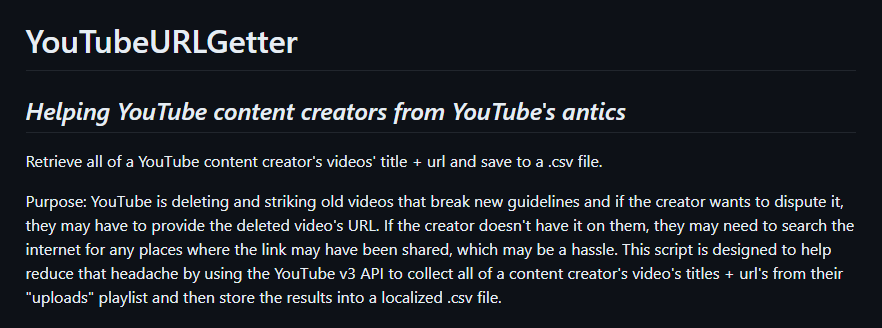 YouTubeURLGetter
Helping YouTube content creators from YouTube's antics
Retrieve all of a YouTube content creator's videos' title + url and save to a .csv file.
Purpose: YouTube is deleting and striking old videos that break new guidelines and if the creator wants to dispute it,
they may have to provide the deleted video's URL. If the creator doesn't have it on them, they may need to search the
internet for any places where the link may have been shared, which may be a hassle. This script is designed to help
reduce that headache by using the YouTube v3 API to collect all of a content creator's video's titles + url's from their
"uploads" playlist and then store the results into a localized .csv file.